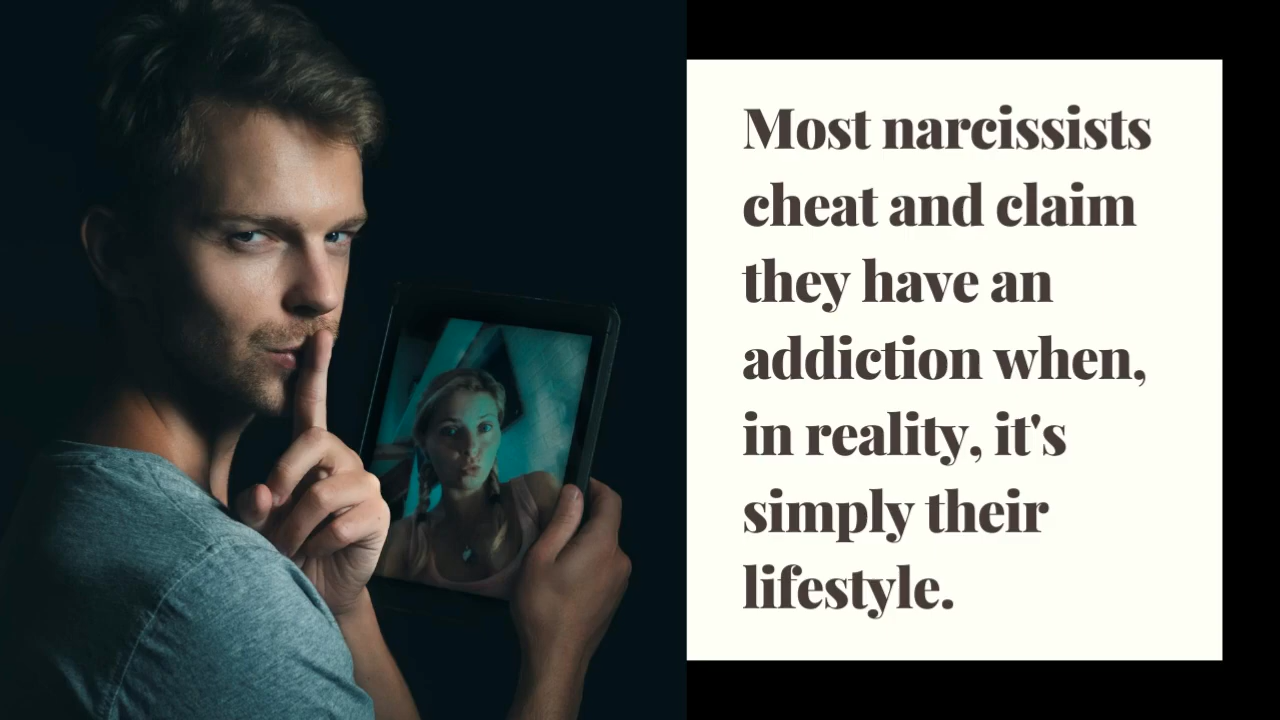 Most narcissists
cheat and claim
they have an
addiction when,
in reality, it's
simply their
lifestyle.